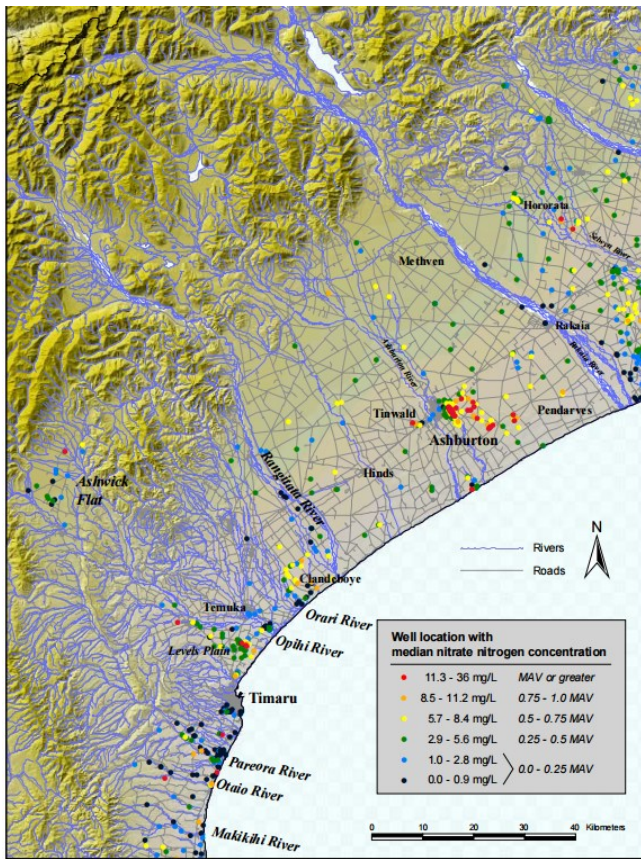 Hororata
Selwyn River
Methven
Rakaia
Rakaia River
Ashburton River
Tinwald
Pendarves
Ashburton
Hinds
Rangitata River
Ashwick
Flat
N
Rivers
Roads
Clandeboye
Temuka
Orari River
Levels Plain
Opihi River
Timaru
Pareora River
Otaio River
Makikihi River
Well location with
median nitrate nitrogen concentration
11.3 - 36 mg/L MAV or greater
8.5 - 11.2 mg/L 0.75 - 1.0 MAV
5.7 - 8.4 mg/L 0.5 - 0.75 MAV
2.9 - 5.6 mg/L 0.25 - 0.5 MAV
1.0 - 2.8 mg/L
0.0 - 0.25 MAV
0.0 - 0.9 mg/L
Kilometers
0 10 20 30 40